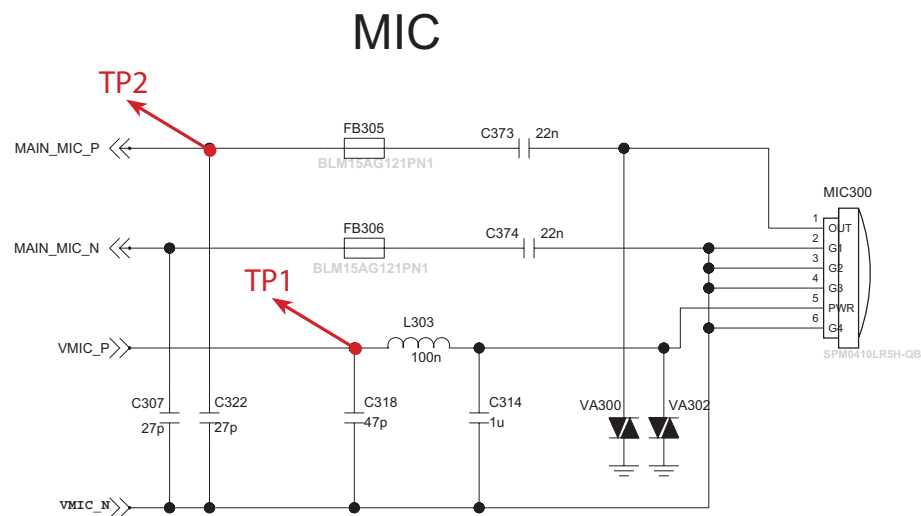 MIC
TP2
FB305
C373
22n
MAIN_MIC_P
BLM15AG121PN1
MIC300
1
OUT
FB306
C374
22n
2
G1
MAIN_MIC_N
3
G2
BLM15AG121PN1
4
G3
TP1
5
PWR
L303
6
G4
VMIC_P
100n
SPM0410LR5H-QB
C307
C322
C318
C314
VA300
VA302
27p
27p
47p
1u
VMIC_N